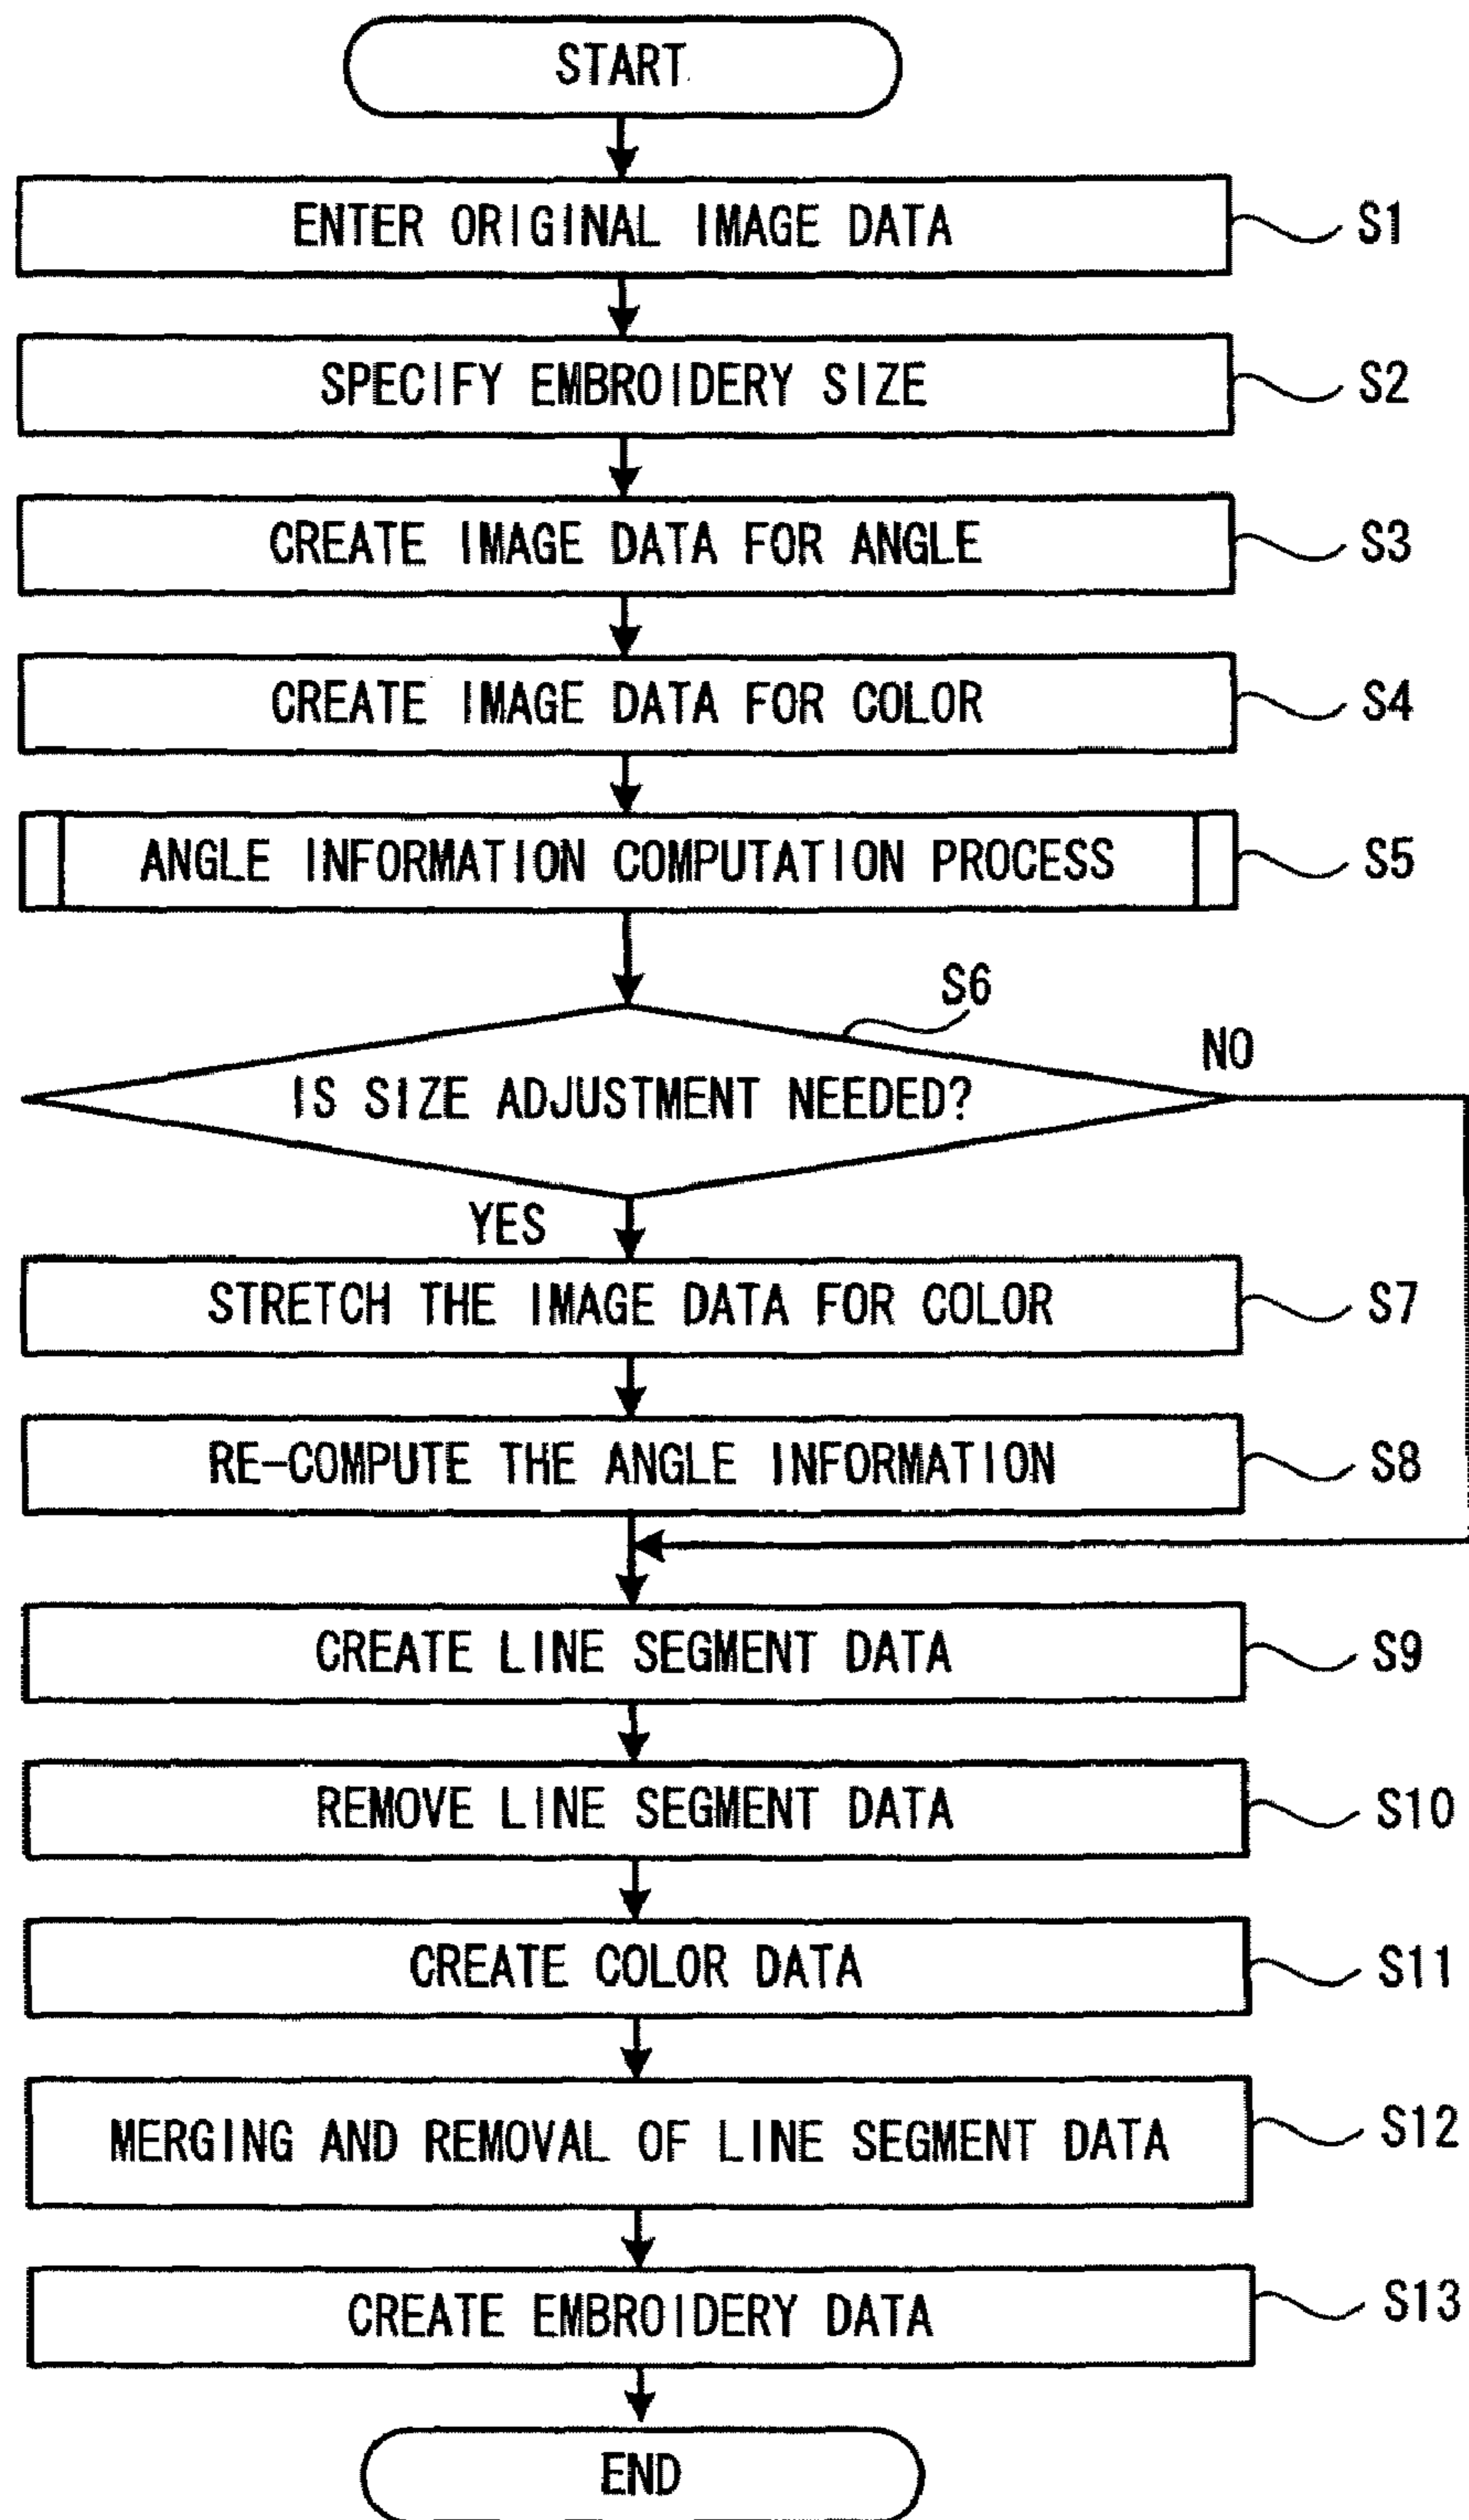 START
ENTER ORIGINAL IMAGE DATA S1
SPECIFY EMBROIDERY SIZE S2
CREATE IMAGE DATA FOR ANGLE S3
CREATE IMAGE DATA FOR COLOR S4
ANGLE INFORMATION COMPUTATION PROCESS S5
S6
NO
IS SIZE ADJUSTMENT NEEDED?
YES
STRETCH THE IMAGE DATA FOR COLOR S7
RE-COMPUTE THE ANGLE INFORMATION S8
CREATE LINE SEGMENT DATA S9
REMOVE LINE SEGMENT DATA S10
CREATE COLOR DATA S11
MERGING AND REMOVAL OF LINE SEGMENT DATA S12
CREATE EMBROIDERY DATA S13
END